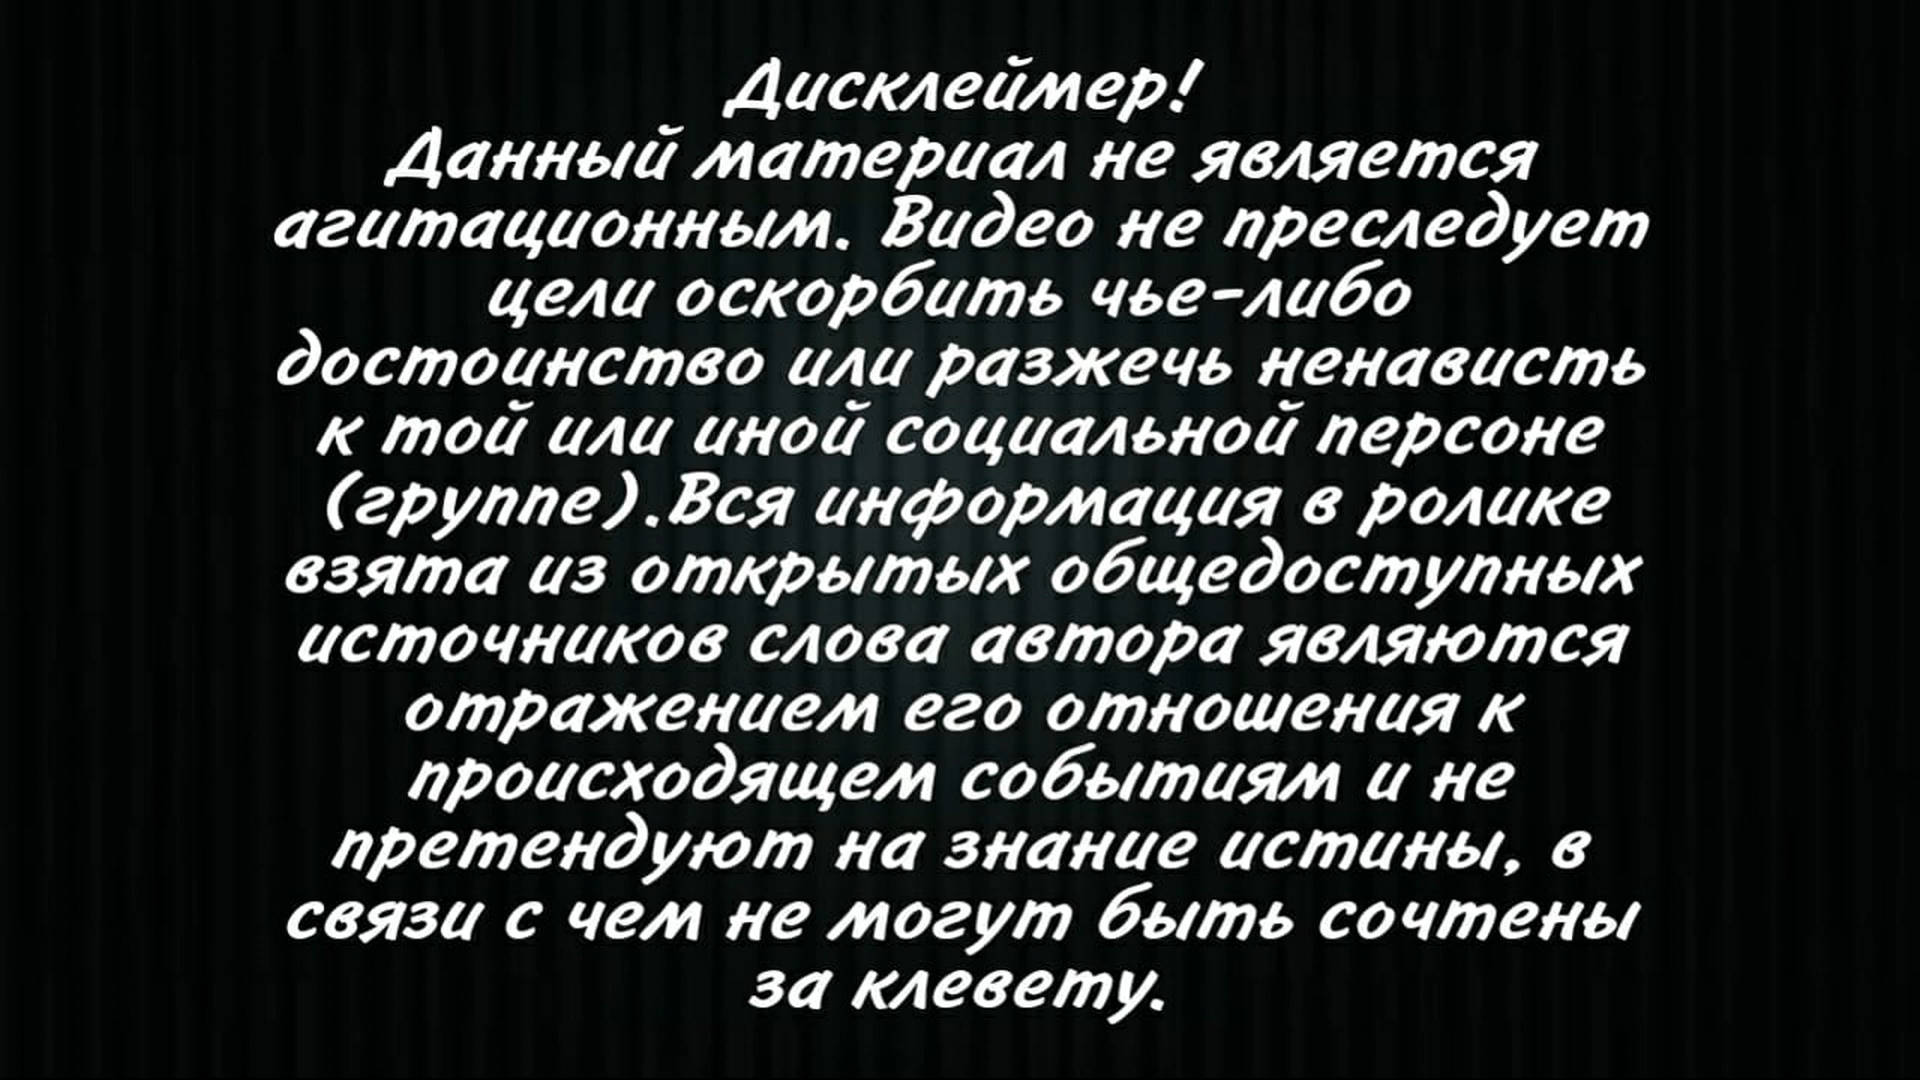 Дисклеймер!
Данный материал не является
агитационным. Видео не преследует
цели оскорбить чье-либо
достоинство или разжечь ненависть
к той или иной социальной персоне
(группе).Вся информация в ролике
взята из открытых общедоступных
источников слова автора являются
отражением его отношения к
происходящем событиям и не
претендуют на знание истины, в
связи с чем не могут быть сочтены
за клевету.